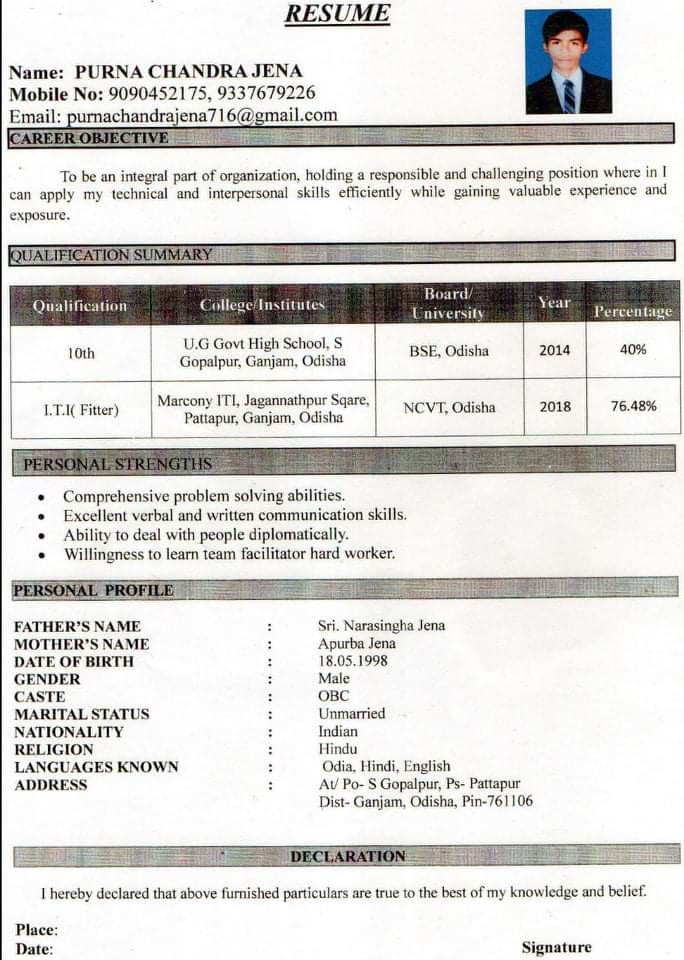 RESUME
Name: PURNA CHANDRA JENA
Mobile No: 9090452175, 9337679226
Email: purnachandrajena716@gmail.com
CAREER OBJECTIVE
To be an integral part of organization, holding a responsible and challenging position where in I
can apply my technical and interpersonal skills efficiently while gaining valuable experience and
exposure.
QUALIFICATION SUMMARY
Qualification College/Institutes Board/ University Year Percentage
10th U.G Govt High School, S Gopalpur, Ganjam, Odisha BSE, Odisha 2014 40%
I.T.I( Fitter) Marcony ITI, Jagannathpur Sqare, Pattapur, Ganjam, Odisha NCVT, Odisha 2018 76.48%
PERSONAL STRENGTHS
• Comprehensive problem solving abilities.
• Excellent verbal and written communication skills.
• Ability to deal with people diplomatically.
• Willingness to learn team facilitator hard worker.
PERSONAL PROFILE
FATHER'S NAME : Sri. Narasingha Jena
MOTHER'S NAME : Apurba Jena
DATE OF BIRTH : 18.05.1998
GENDER : Male
CASTE : OBC
MARITAL STATUS : Unmarried
NATIONALITY : Indian
RELIGION : Hindu
LANGUAGES KNOWN : Odia, Hindi, English
ADDRESS : At/ Po- S Gopalpur, Ps- Pattapur
Dist- Ganjam, Odisha, Pin-761106
DECLARATION
I hereby declared that above furnished particulars are true to the best of my knowledge and belief.
Place:
Date: Signature